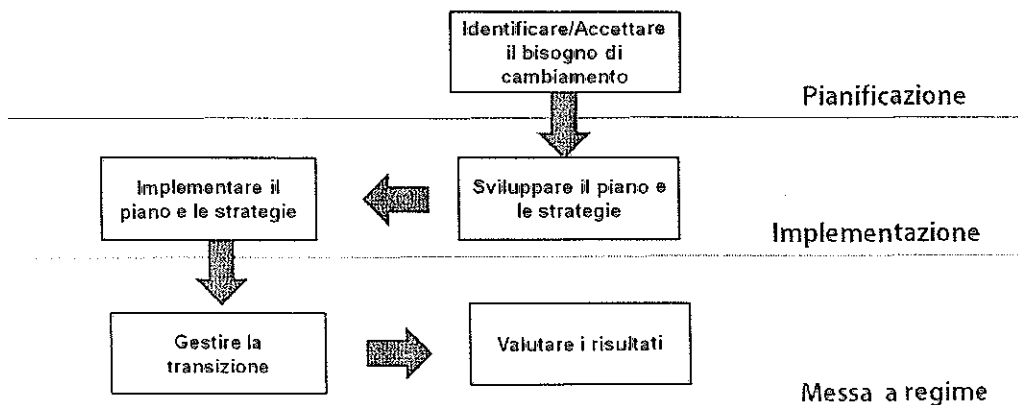 Identificare/Accettare
il bisogno di
cambiamento
Pianificazione
Implementare il
piano e le strategie
Sviluppare il piano e
le strategie
Implementazione
Gestire la
transizione
Valutare i risultati
Messa a regime